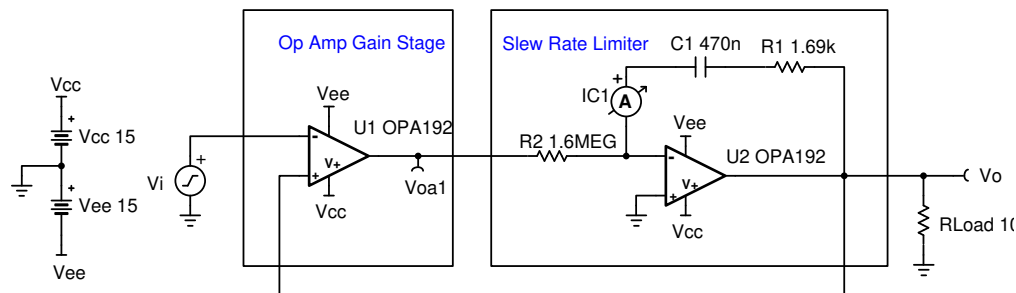 Op Amp Gain Stage
Slew Rate Limiter
C1 470n
R1 1.69k
Vcc
Vcc 15
Vee 15
Vee
Vi
Vee
U1 OPA192
V+
Vcc
Voa1
R2 1.6MEG
IC1
A
Vee
U2 OPA192
V+
Vcc
Vo
RLoad 10